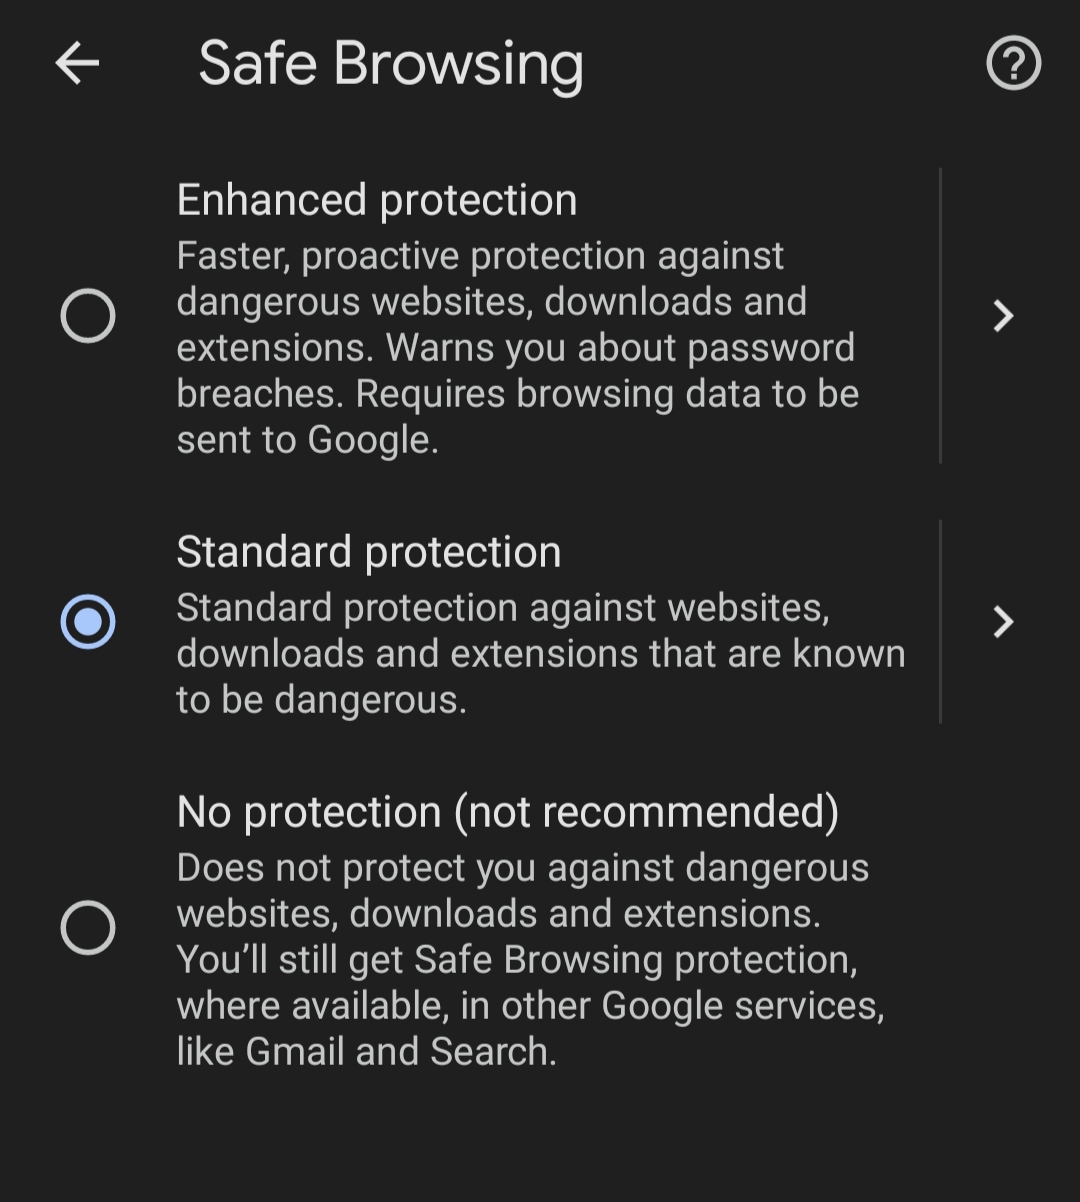 Safe Browsing
Enhanced protection
Faster, proactive protection against
dangerous websites, downloads and
extensions. Warns you about password
breaches. Requires browsing data to be
sent to Google.
Standard protection
Standard protection against websites,
downloads and extensions that are known
to be dangerous.
No protection (not recommended)
Does not protect you against dangerous
websites, downloads and extensions.
You’ll still get Safe Browsing protection,
where available, in other Google services,
like Gmail and Search.